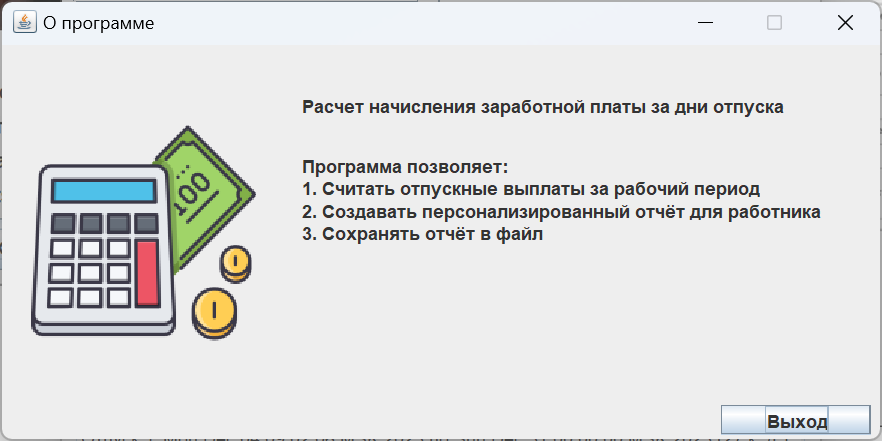 О программе
Расчет начисления заработной платы за дни отпуска
100
Программа позволяет:
1. Считать отпускные выплаты за рабочий период
2. Создавать персонализированный отчёт для работника
3. Сохранять отчёт в файл
Выход